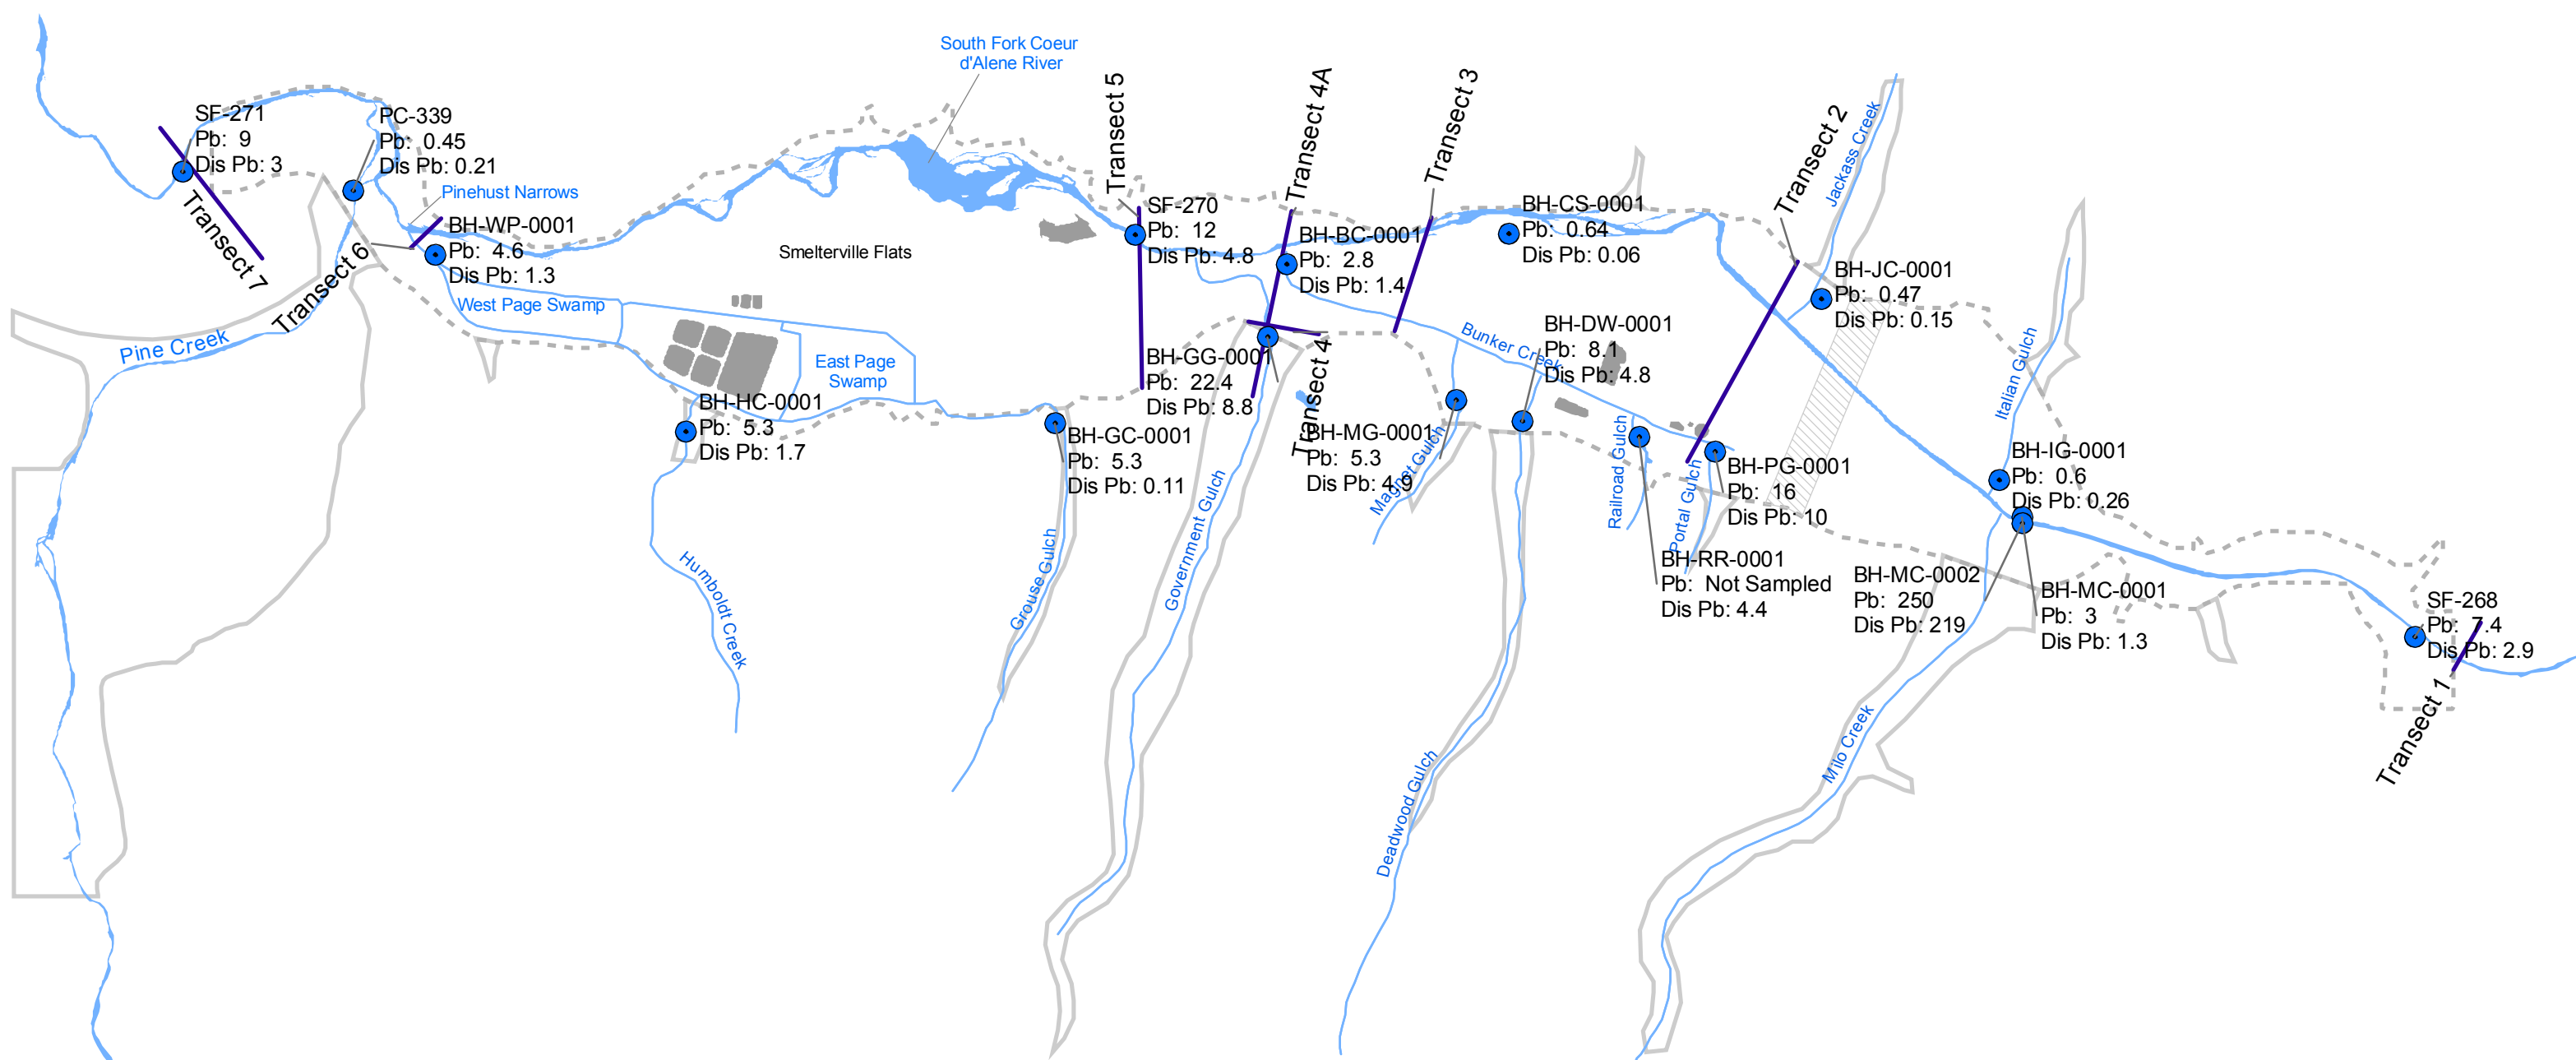 South Fork Coeur
d'Alene River
SF-271
Pb: 9
Dis Pb: 3
Transect 7
PC-339
Pb: 0.45
Dis Pb: 0.21
Pinehust Narrows
BH-WP-0001
Pb: 4.6
Dis Pb: 1.3
Transect 6
West Page Swamp
Pine Creek
Smelterville Flats
East Page
Swamp
BH-HC-0001
Pb: 5.3
Dis Pb: 1.7
Humboldt Creek
BH-GC-0001
Pb: 5.3
Dis Pb: 0.11
Grouse Gulch
Transect 5
SF-270
Pb: 12
Dis Pb: 4.8
Transect 4A
BH-BC-0001
Pb: 2.8
Dis Pb: 1.4
BH-GG-0001
Pb: 22.4
Dis Pb: 8.8
Transect 4
Government Gulch
Transect 3
BH-CS-0001
Pb: 0.64
Dis Pb: 0.06
Bunker Creek
BH-DW-0001
Pb: 8.1
Dis Pb: 4.8
BH-MG-0001
Pb: 5.3
Dis Pb: 4.9
Magnet Gulch
Deadwood Gulch
Railroad Gulch
Portal Gulch
Transect 2
Jackass Creek
BH-JC-0001
Pb: 0.47
Dis Pb: 0.15
BH-PG-0001
Pb: 16
Dis Pb: 10
BH-RR-0001
Pb: Not Sampled
Dis Pb: 4.4
Italian Gulch
BH-IG-0001
Pb: 0.6
Dis Pb: 0.26
BH-MC-0002
Pb: 250
Dis Pb: 219
BH-MC-0001
Pb: 3
Dis Pb: 1.3
Milo Creek
SF-268
Pb: 7.4
Dis Pb: 2.9
Transect 1